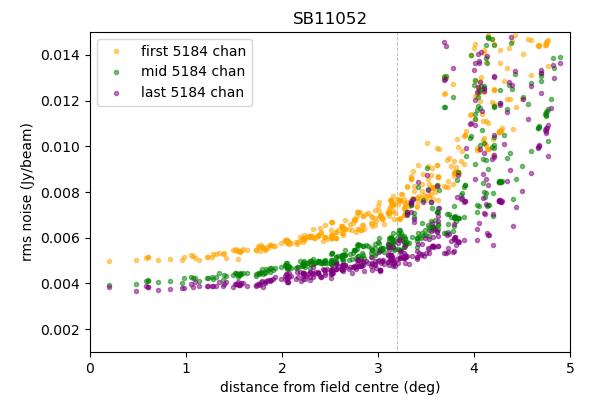 SB11052
first 5184 chan
mid 5184 chan
last 5184 chan
rms noise (Jy/beam)
0.014
0.012
0.010
0.008
0.006
0.004
0.002
0 1 2 3 4 5
distance from field centre (deg)